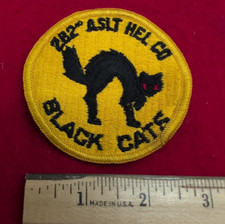 282ND ASLT HEL CO
BLACK CATS
1 MADE IN U.S.A. 2 3